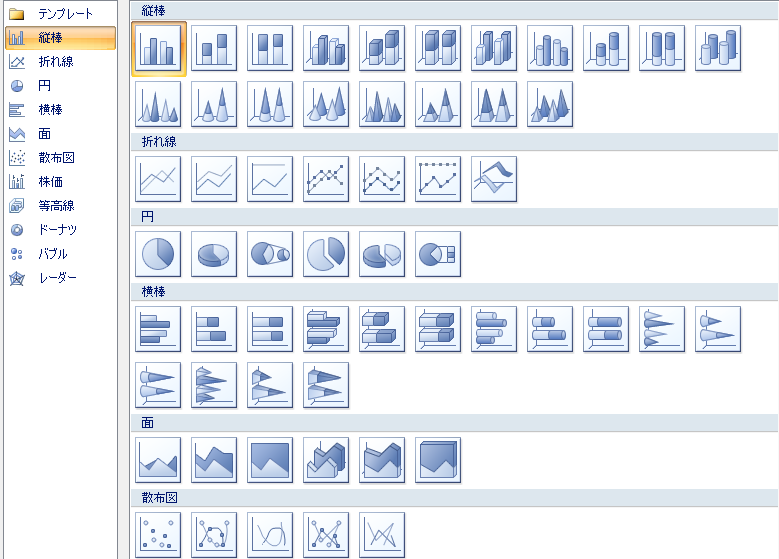 テンプレート
縦棒
折れ線
円
横棒
面
散布図
株価
等高線
ドーナツ
バブル
レーダー
縦棒
折れ線
円
横棒
面
散布図